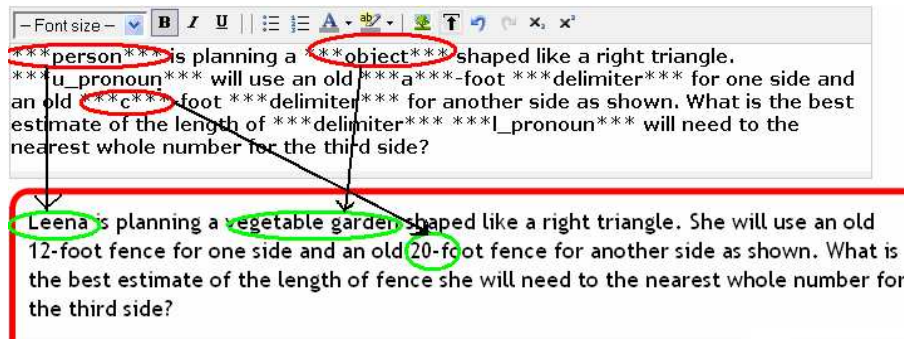 – Font size – B I U A ab X₂ X²
***person*** is planning a ***object*** shaped like a right triangle.
***u_pronoun*** will use an old ***a***-foot ***delimiter*** for one side and
an old ***c***-foot ***delimiter*** for another side as shown. What is the best
estimate of the length of ***delimiter*** ***l_pronoun*** will need to the
nearest whole number for the third side?
Leena is planning a vegetable garden shaped like a right triangle. She will use an old
12-foot fence for one side and an old 20-foot fence for another side as shown. What is
the best estimate of the length of fence she will need to the nearest whole number for
the third side?